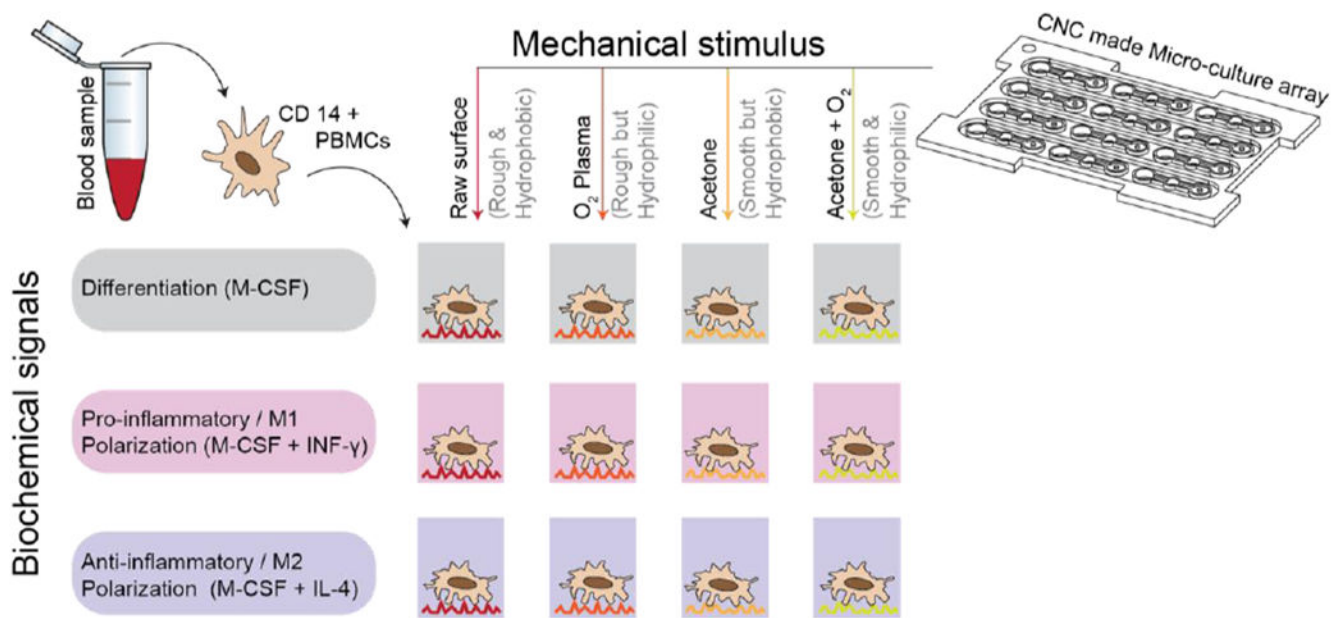 Mechanical stimulus
CNC made Micro-culture array
Blood sample
CD 14 +
PBMCs
Raw surface
(Rough &
Hydrophobic)
O₂ Plasma
(Rough but
Hydrophilic)
Acetone
(Smooth but
Hydrophobic)
Acetone + O₂
(Smooth &
Hydrophilic)
Biochemical signals
Differentiation (M-CSF)
Pro-inflammatory / M1
Polarization (M-CSF + INF-γ)
Anti-inflammatory / M2
Polarization (M-CSF + IL-4)